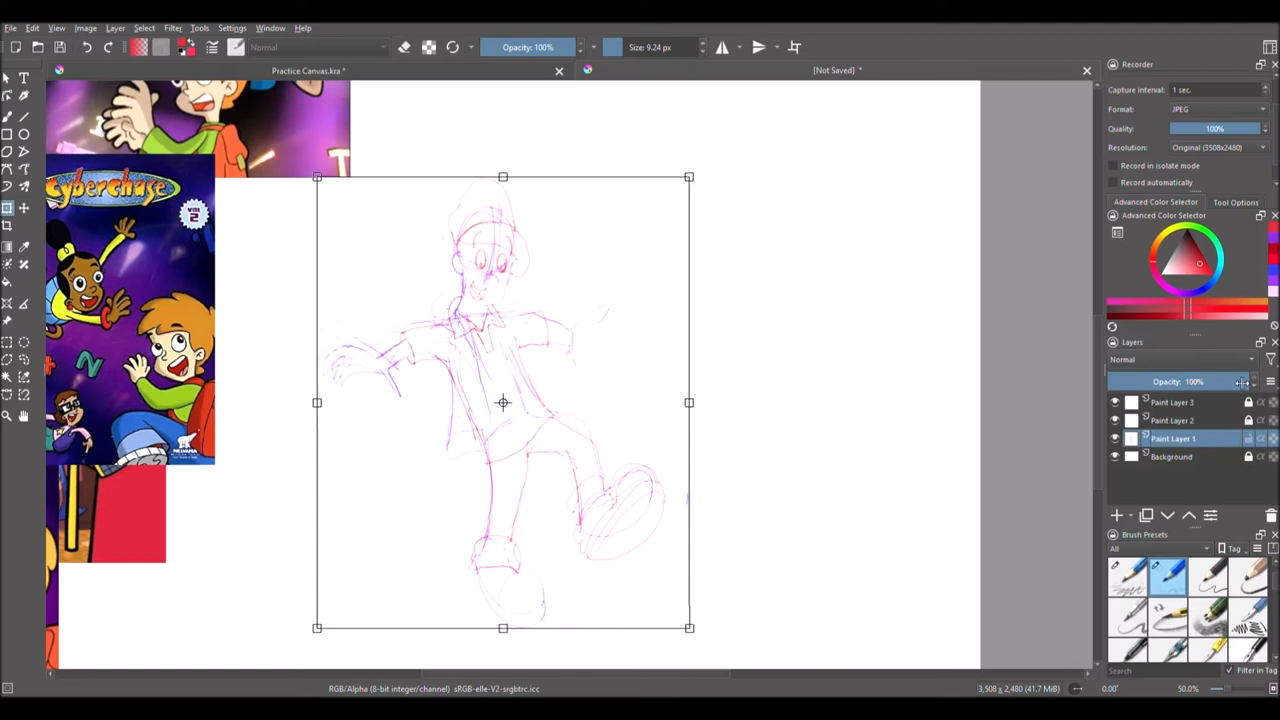 File Edit View Image Layer Select Filter Tools Settings Window Help
Normal
Opacity: 100%
Size: 9.24 px
Practice Canvas.kra *
[Not Saved] *
Cyberchase
VOL
2
NELVANA
Recorder
Capture interval: 1 sec.
Format: JPEG
Quality: 100%
Resolution: Original (3508x2480)
Record in isolate mode
Record automatically
Advanced Color Selector Tool Options
Advanced Color Selector
Layers
Normal
Opacity: 100%
Paint Layer 3
Paint Layer 2
Paint Layer 1
Background
Brush Presets
All
Tag
Search
Filter in Tag
RGB/Alpha (8-bit integer/channel) sRGB-elle-V2-srgbtrc.icc
3,508 x 2,480 (41.7 MiB)
0.00°
50.0%